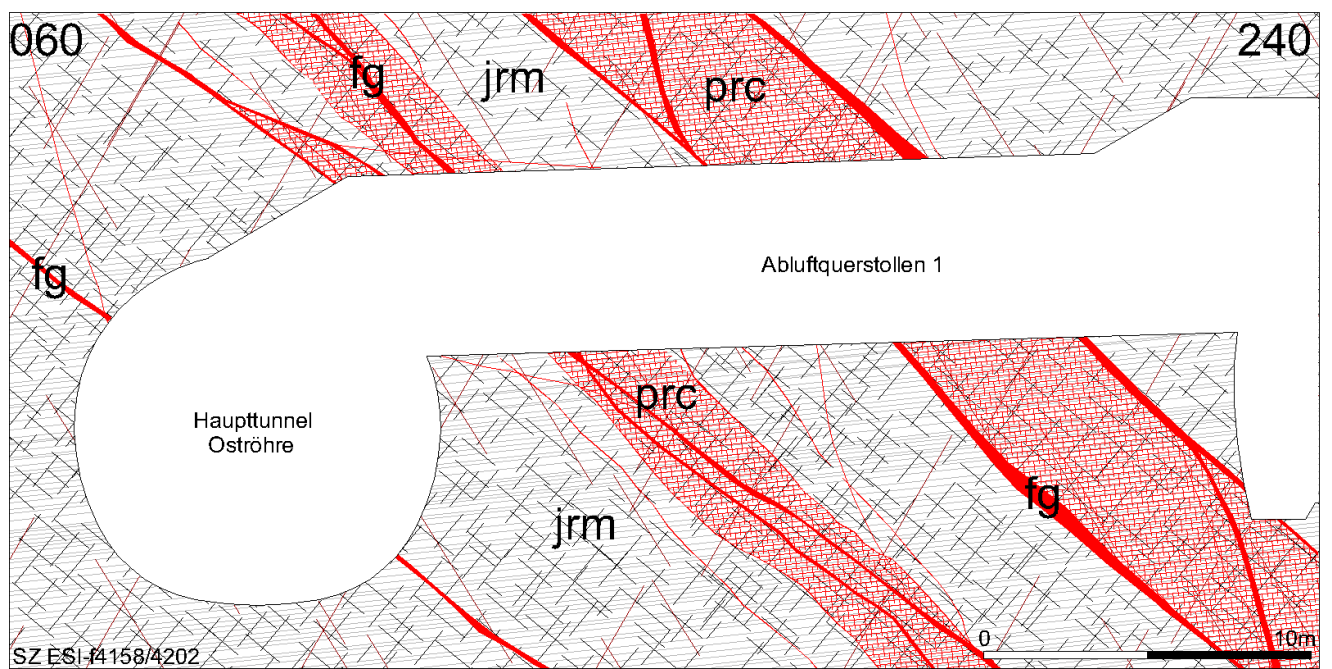 060
240
fg
jrm
prc
fg
Abluftquerstollen 1
prc
Haupttunnel
Oströhre
fg
jrm
0
10m
SZ ESI-f4158/4202